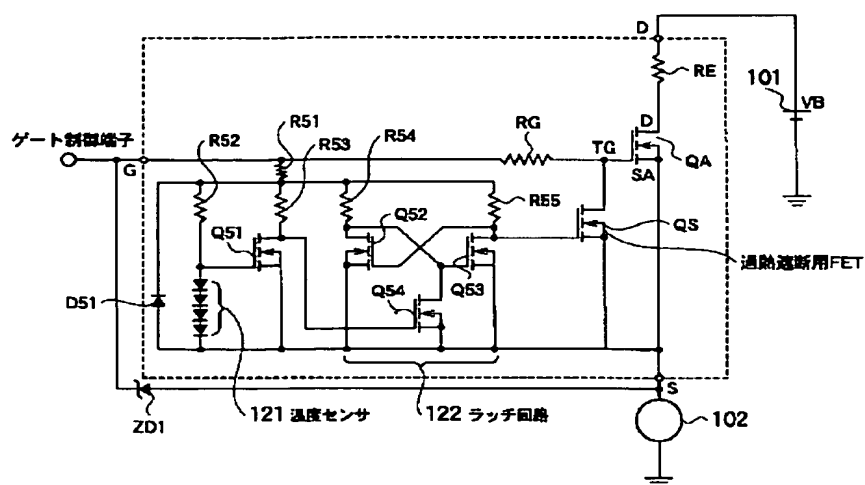 D
RE
101
VB
ゲート制御端子
R52
R51
R53
R54
RG
D
TG
QA
G
SA
R55
Q51
Q52
QS
過熱遮断用FET
D51
Q54
Q53
121 温度センサ
122 ラッチ回路
S
102
ZD1